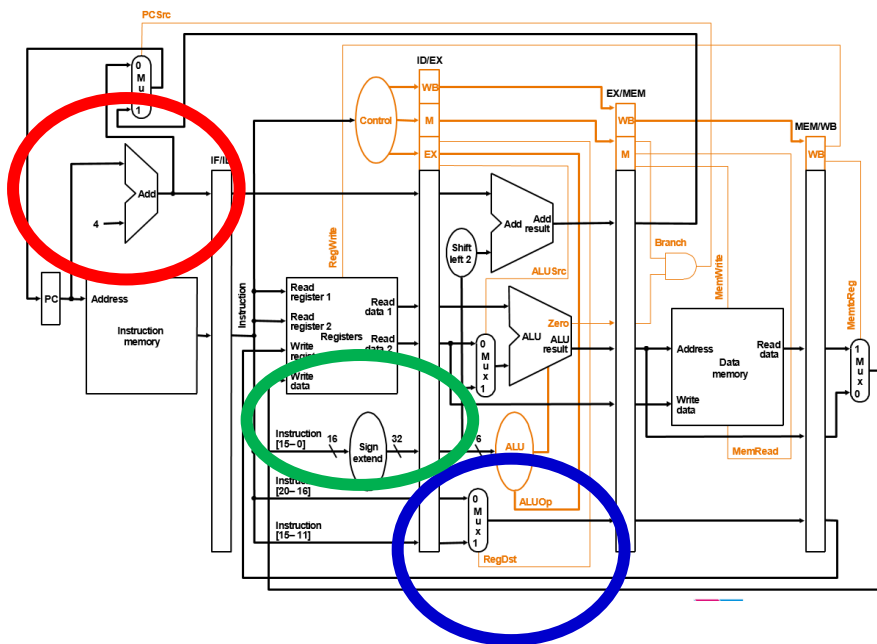 PCSrc
ID/EX
0
M
u
1
WB
EX/MEM
Control
M
WB
MEM/WB
IF/ID
EX
M
WB
Add
4
Add
Add
result
RegWrite
Shift
left 2
Branch
ALUSrc
MemWrite
MemtoReg
PC
Address
Instruction
memory
Instruction
Read
register 1
Read
register 2
Write
Write
data
Registers
Read
data 1
Read
data 2
0
M
u
x
1
Zero
ALU
ALU
result
Address
Data
memory
Read
data
Write
data
1
M
u
x
0
MemRead
Instruction
[15–0]
16
Sign
extend
32
6
ALU
ALUOp
Instruction
[20–16]
Instruction
[15–11]
0
M
u
x
1
RegDst